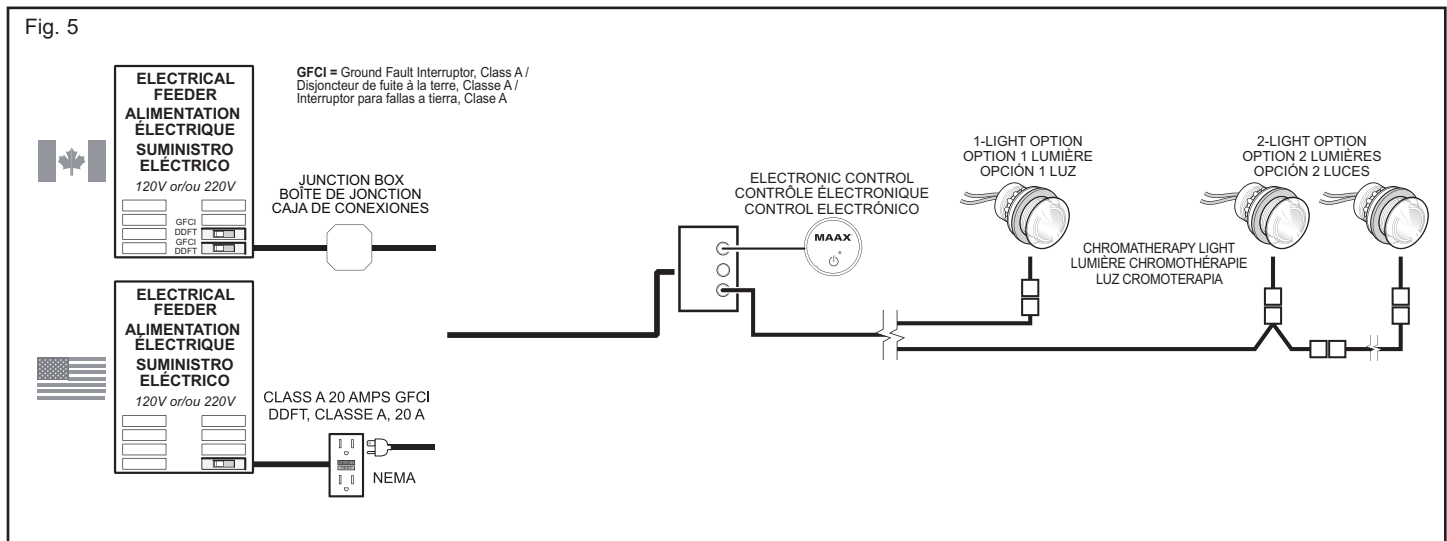 Fig. 5
ELECTRICAL
FEEDER
ALIMENTATION
ÉLECTRIQUE
SUMINISTRO
ELÉCTRICO
120V or/ou 220V
GFCI
DDFT
GFCI
DDFT
GFCI = Ground Fault Interruptor, Class A /
Disjoncteur de fuite à la terre, Classe A /
Interruptor para fallas a tierra, Clase A
JUNCTION BOX
BOÎTE DE JONCTION
CAJA DE CONEXIONES
ELECTRONIC CONTROL
CONTRÔLE ÉLECTRONIQUE
CONTROL ELECTRÓNICO
MAAX
1-LIGHT OPTION
OPTION 1 LUMIÈRE
OPCIÓN 1 LUZ
2-LIGHT OPTION
OPTION 2 LUMIÈRES
OPCIÓN 2 LUCES
CHROMATHERAPY LIGHT
LUMIÈRE CHROMOTHÉRAPIE
LUZ CROMOTERAPIA
ELECTRICAL
FEEDER
ALIMENTATION
ÉLECTRIQUE
SUMINISTRO
ELÉCTRICO
120V or/ou 220V
CLASS A 20 AMPS GFCI
DDFT, CLASSE A, 20 A
NEMA